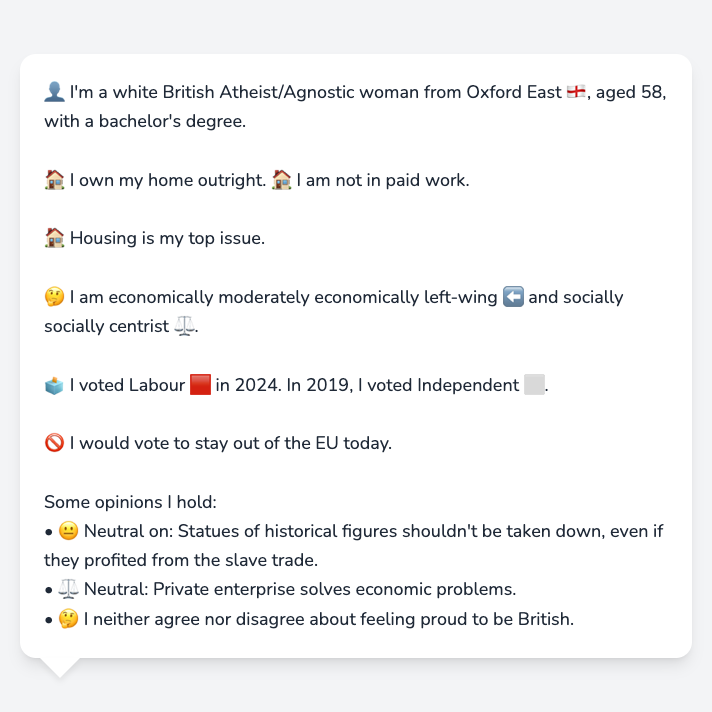 👤 I'm a white British Atheist/Agnostic woman from Oxford East 🏴󠁧󠁢󠁥󠁮󠁧󠁿, aged 58,
with a bachelor's degree.
🏠 I own my home outright. 🏠 I am not in paid work.
🏠 Housing is my top issue.
🤔 I am economically moderately economically left-wing ⬅️ and socially
socially centrist ⚖️.
🗳️ I voted Labour 🟥 in 2024. In 2019, I voted Independent ⬜.
🚫 I would vote to stay out of the EU today.
Some opinions I hold:
• 😐 Neutral on: Statues of historical figures shouldn't be taken down, even if
they profited from the slave trade.
• ⚖️ Neutral: Private enterprise solves economic problems.
• 🤔 I neither agree nor disagree about feeling proud to be British.